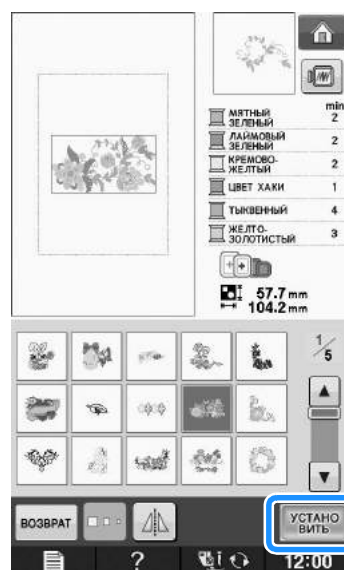 min
МЯТНЫЙ
ЗЕЛЕНЫЙ 2
ЛАЙМОВЫЙ
ЗЕЛЕНЫЙ 2
КРЕМОВО-
ЖЕЛТЫЙ 2
ЦВЕТ ХАКИ 1
ТЫКВЕННЫЙ 4
ЖЕЛТО-
ЗОЛОТИСТЫЙ 3
57.7 mm
104.2 mm
1/5
ВОЗВРАТ
УСТАНО
ВИТЬ
? i 12:00